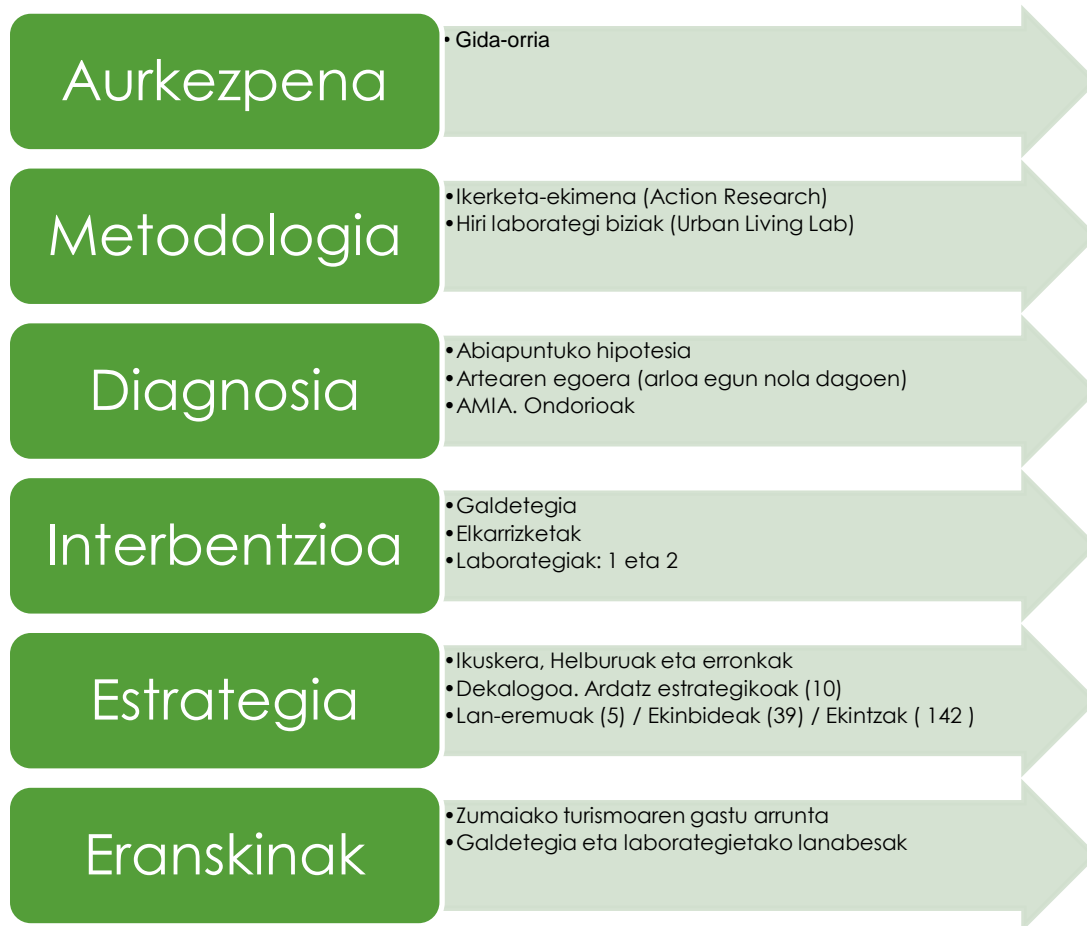 Aurkezpena
• Gida-orria
Metodologia
•Ikerketa-ekimena (Action Research)
•Hiri laborategi biziak (Urban Living Lab)
Diagnosia
•Abiapuntuko hipotesia
•Artearen egoera (arloa egun nola dagoen)
•AMIA. Ondorioak
Interbentzioa
•Galdetegia
•Elkarrizketak
•Laborategiak: 1 eta 2
Estrategia
•Ikuskera, Helburuak eta erronkak
•Dekalogoa. Ardatz estrategikoak (10)
•Lan-eremuak (5) / Ekinbideak (39) / Ekintzak ( 142 )
Eranskinak
•Zumaiako turismoaren gastu arrunta
•Galdetegia eta laborategietako lanabesak